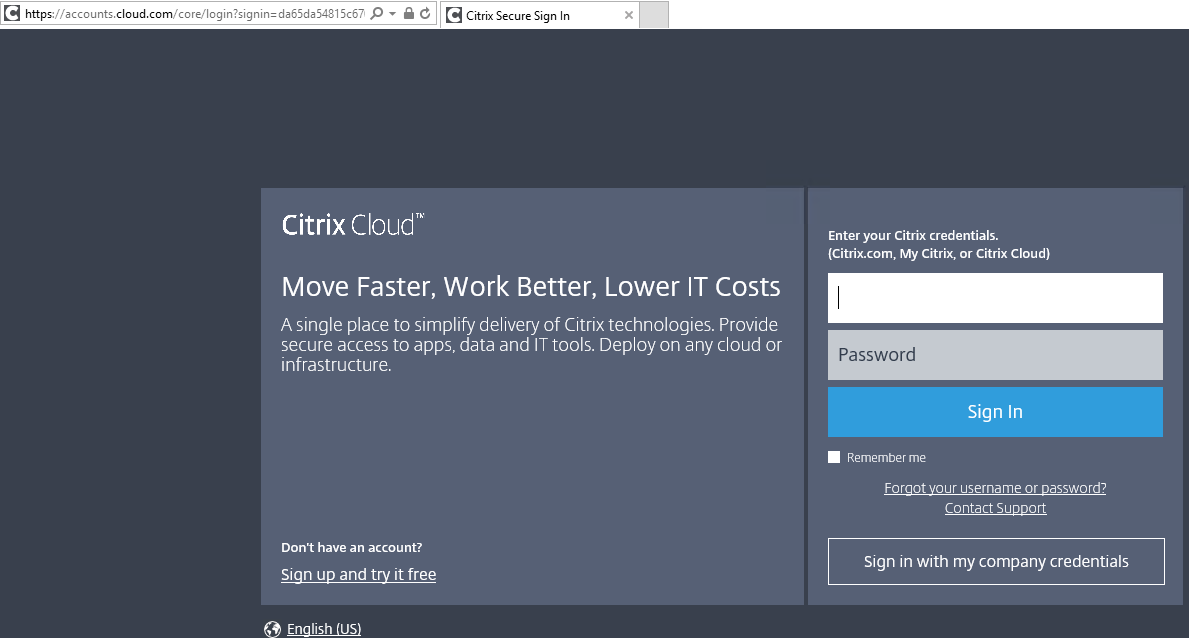 https://accounts.cloud.com/core/login?signin=da65da54815c67
Citrix Secure Sign In
Citrix Cloud™
Move Faster, Work Better, Lower IT Costs
A single place to simplify delivery of Citrix technologies. Provide
secure access to apps, data and IT tools. Deploy on any cloud or
infrastructure.
Don't have an account?
Sign up and try it free
Enter your Citrix credentials.
(Citrix.com, My Citrix, or Citrix Cloud)
Password
Sign In
Remember me
Forgot your username or password?
Contact Support
Sign in with my company credentials
English (US)